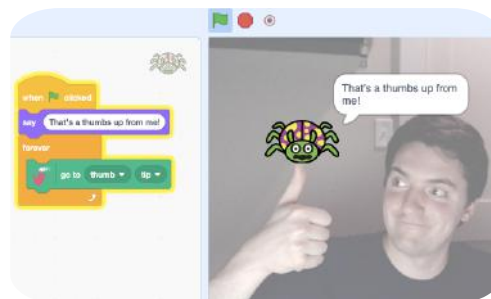 when clicked
say That's a thumbs up from me!
forever
go to thumb tip
That's a thumbs up from
me!